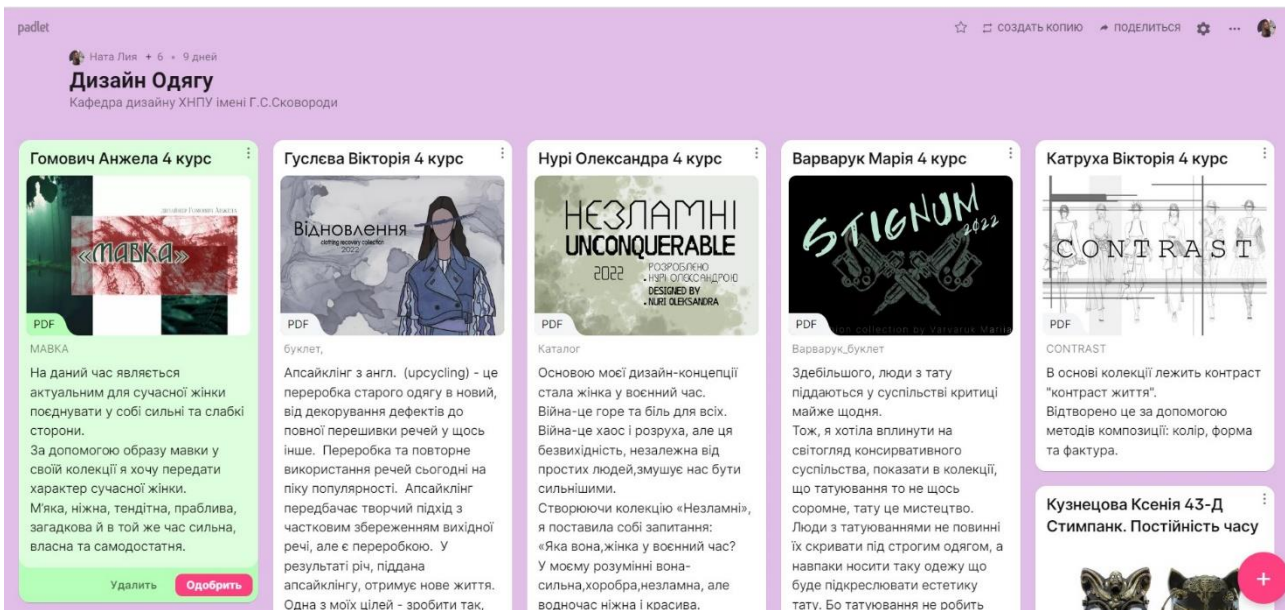 padlet
СОЗДАТЬ КОПИЮ
ПОДЕЛИТЬСЯ
Ната Лия + 6 • 9 дней
Дизайн Одягу
Кафедра дизайну ХНПУ імені Г.С.Сковороди
Гомович Анжела 4 курс
«МАВКА»
PDF
МАВКА
На даний час являється
актуальним для сучасної жінки
поєднувати у собі сильні та слабкі
сторони.
За допомогою образу мавки у
своїй колекції я хочу передати
характер сучасної жінки.
М'яка, ніжна, тендітна, праблива,
загадкова й в той же час сильна,
власна та самодостатня.
Удалить
Одобрить
Гуслєва Вікторія 4 курс
Відновлення
clothing recovery collection
2022
PDF
буклет,
Апсайклінг з англ. (upcycling) - це
переробка старого одягу в новий,
від декорування дефектів до
повної перешивки речей у щось
інше. Переробка та повторне
використання речей сьогодні на
піку популярності. Апсайклінг
передбачає творчий підхід з
частковим збереженням вихідної
речі, але є переробкою. У
результаті річ, піддана
апсайклінгу, отримує нове життя.
Одна з моїх цілей - зробити так,
Нурі Олександра 4 курс
НЕЗЛАМНІ
UNCONQUERABLE
2022
РОЗРОБЛЕНО
НУРІ ОЛЕКСАНДРОЮ
DESIGNED BY
NURI OLEKSANDRA
PDF
Каталог
Основою моєї дизайн-концепції
стала жінка у воєнний час.
Війна-це горе та біль для всіх.
Війна-це хаос і розруха, але ця
безвихідність, незалежна від
простих людей,змушує нас бути
сильнішими.
Створюючи колекцію «Незламні»,
я поставила собі запитання:
«Яка вона,жінка у воєнний час?
У моєму розумінні вона-
сильна,хоробра,незламна, але
водночас ніжна і красива.
Варварук Марія 4 курс
STIGNUM
2022
collection by Varvaruk Mariia
PDF
Варварук_буклет
Здебільшого, люди з тату
піддаються у суспільстві критиці
майже щодня.
Тож, я хотіла вплинути на
світогляд консирвативного
суспільства, показати в колекції,
що татуювання то не щось
соромне, тату це мистецтво.
Люди з татуюваннями не повинні
їх скривати під строгим одягом, а
навпаки носити таку одежу що
буде підкреслювати естетику
тату. Бо татуювання не робить
Катруха Вікторія 4 курс
CONTRAST
PDF
CONTRAST
В основі колекції лежить контраст
"контраст життя".
Відтворено це за допомогою
методів композиції: колір, форма
та фактура.
Кузнецова Ксенія 43-Д
Стимпанк. Постійність часу